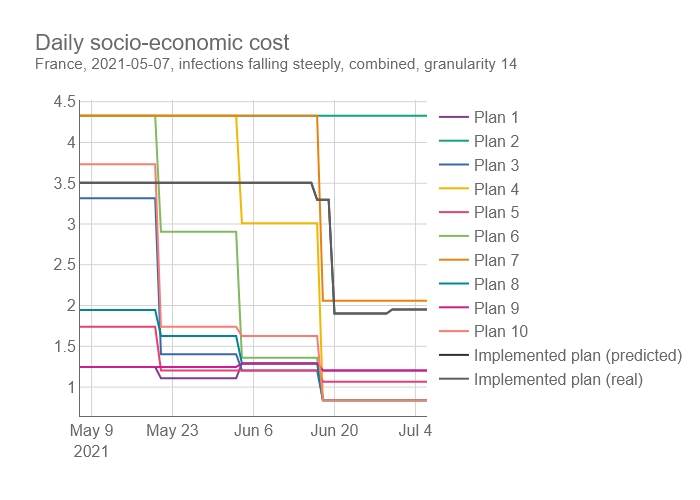 Daily socio-economic cost
France, 2021-05-07, infections falling steeply, combined, granularity 14
4.5
4
3.5
3
2.5
2
1.5
1
May 9
2021
May 23
Jun 6
Jun 20
Jul 4
Plan 1
Plan 2
Plan 3
Plan 4
Plan 5
Plan 6
Plan 7
Plan 8
Plan 9
Plan 10
Implemented plan (predicted)
Implemented plan (real)